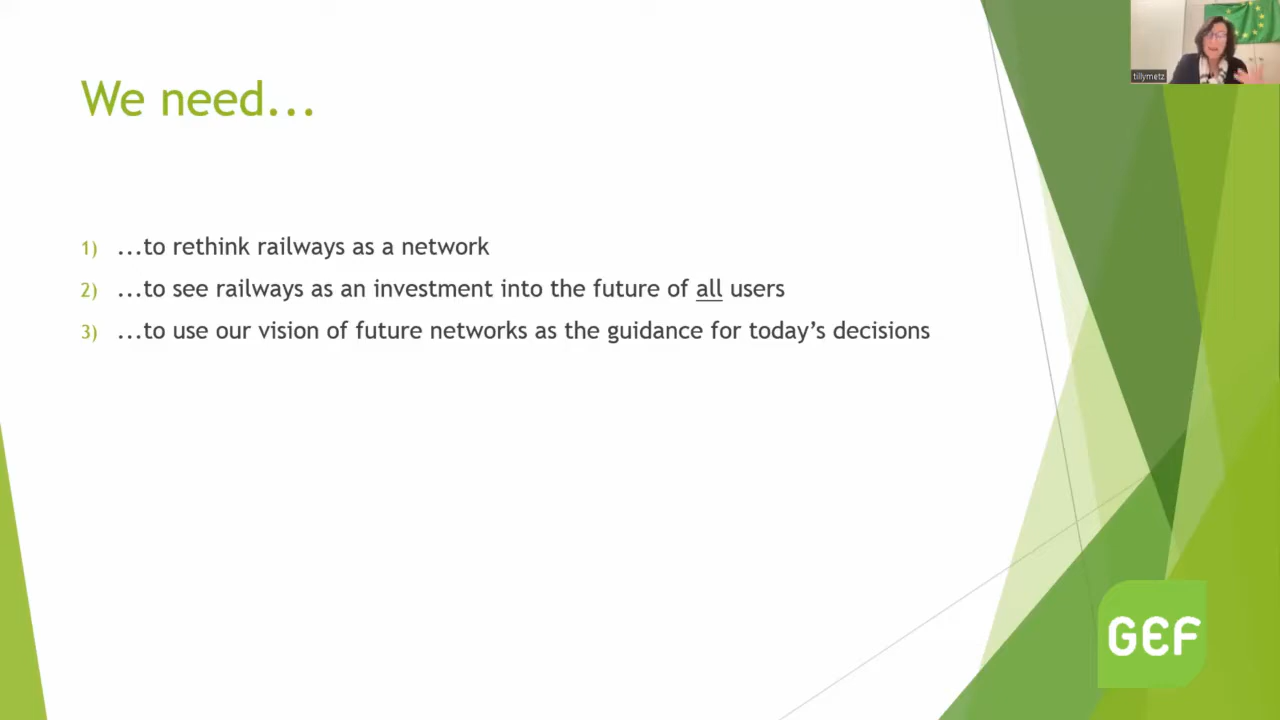 tillymetz
We need...
1) ...to rethink railways as a network
2) ...to see railways as an investment into the future of all users
3) ...to use our vision of future networks as the guidance for today’s decisions
GEF